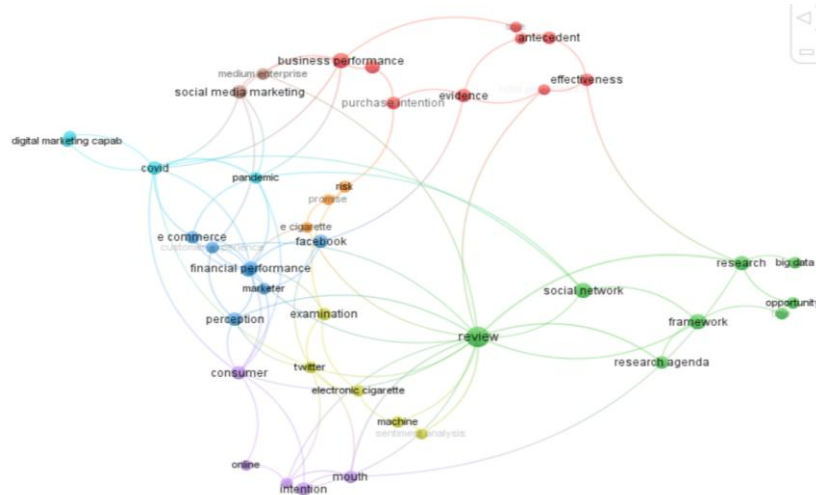 antecedent
business performance
medium enterprise
effectiveness
social media marketing
purchase intention
evidence
digital marketing capab
covid
pandemic
risk
promise
e cigarette
e commerce
facebook
customer experience
research
big data
financial performance
marketer
social network
opportunity
examination
perception
framework
review
research agenda
twitter
consumer
electronic cigarette
machine
sentiment analysis
online
mouth
intention